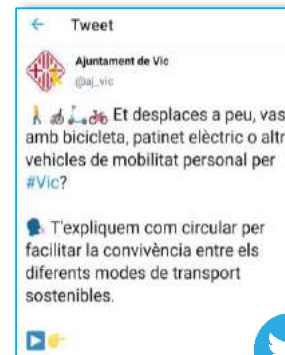 Tweet
Ajuntament de Vic
@aj_vic
Et desplaces a peu, vas
amb bicicleta, patinet elèctric o altr
vehicles de mobilitat personal per
#Vic?
T'expliquem com circular per
facilitar la convivència entre els
diferents modes de transport
sostenibles.